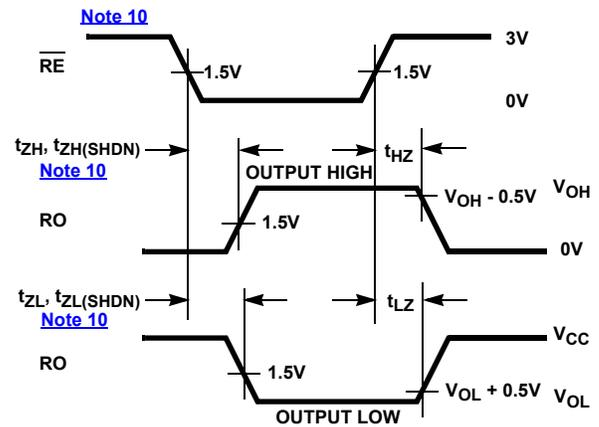 Note 10
3V
RE
1.5V
1.5V
0V
tZH, tZH(SHDN)
tHZ
Note 10
OUTPUT HIGH
VOH - 0.5V
VOH
RO
1.5V
0V
tZL, tZL(SHDN)
tLZ
Note 10
VCC
RO
1.5V
VOL + 0.5V
VOL
OUTPUT LOW